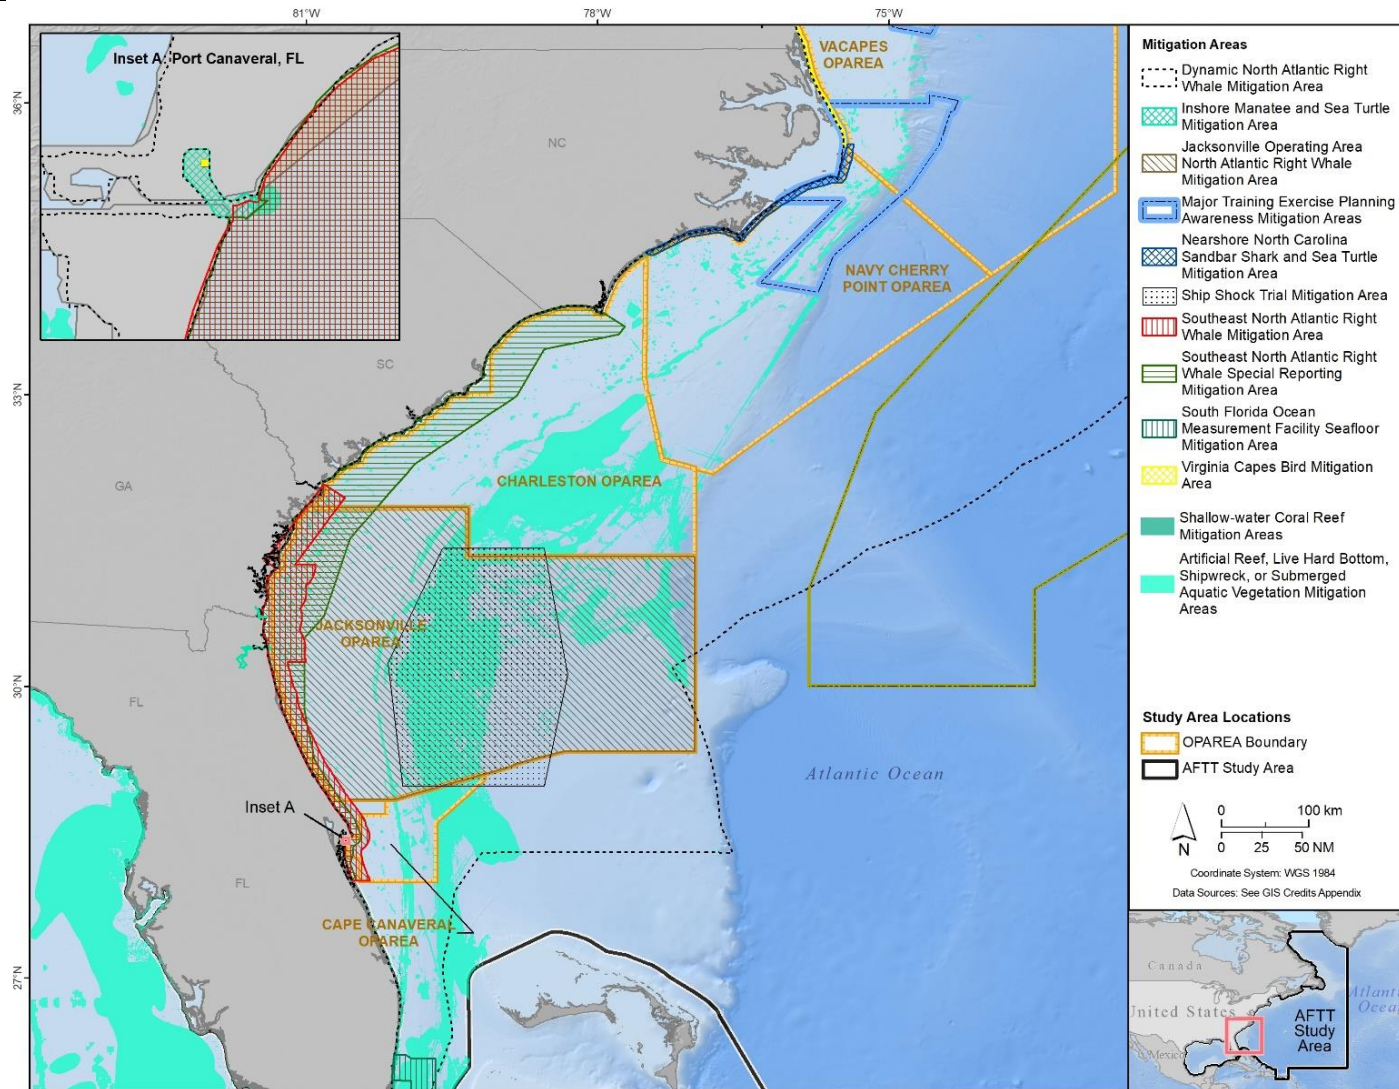 81°W
78°W
75°W
36°N
33°N
30°N
27°N
Inset A: Port Canaveral, FL
VACAPES
OPAREA
NC
NAVY CHERRY
POINT OPAREA
SC
GA
CHARLESTON OPAREA
JACKSONVILLE
OPAREA
FL
Atlantic Ocean
Inset A
FL
CAPE CANAVERAL
OPAREA
Mitigation Areas
Dynamic North Atlantic Right
Whale Mitigation Area
Inshore Manatee and Sea Turtle
Mitigation Area
Jacksonville Operating Area
North Atlantic Right Whale
Mitigation Area
Major Training Exercise Planning
Awareness Mitigation Areas
Nearshore North Carolina
Sandbar Shark and Sea Turtle
Mitigation Area
Ship Shock Trial Mitigation Area
Southeast North Atlantic Right
Whale Mitigation Area
Southeast North Atlantic Right
Whale Special Reporting
Mitigation Area
South Florida Ocean
Measurement Facility Seafloor
Mitigation Area
Virginia Capes Bird Mitigation
Area
Shallow-water Coral Reef
Mitigation Areas
Artificial Reef, Live Hard Bottom,
Shipwreck, or Submerged
Aquatic Vegetation Mitigation
Areas
Study Area Locations
OPAREA Boundary
AFTT Study Area
0 100 km
0 25 50 NM
N
Coordinate System: WGS 1984
Data Sources: See GIS Credits Appendix
Canada
United States
Mexico
AFTT
Study
Area